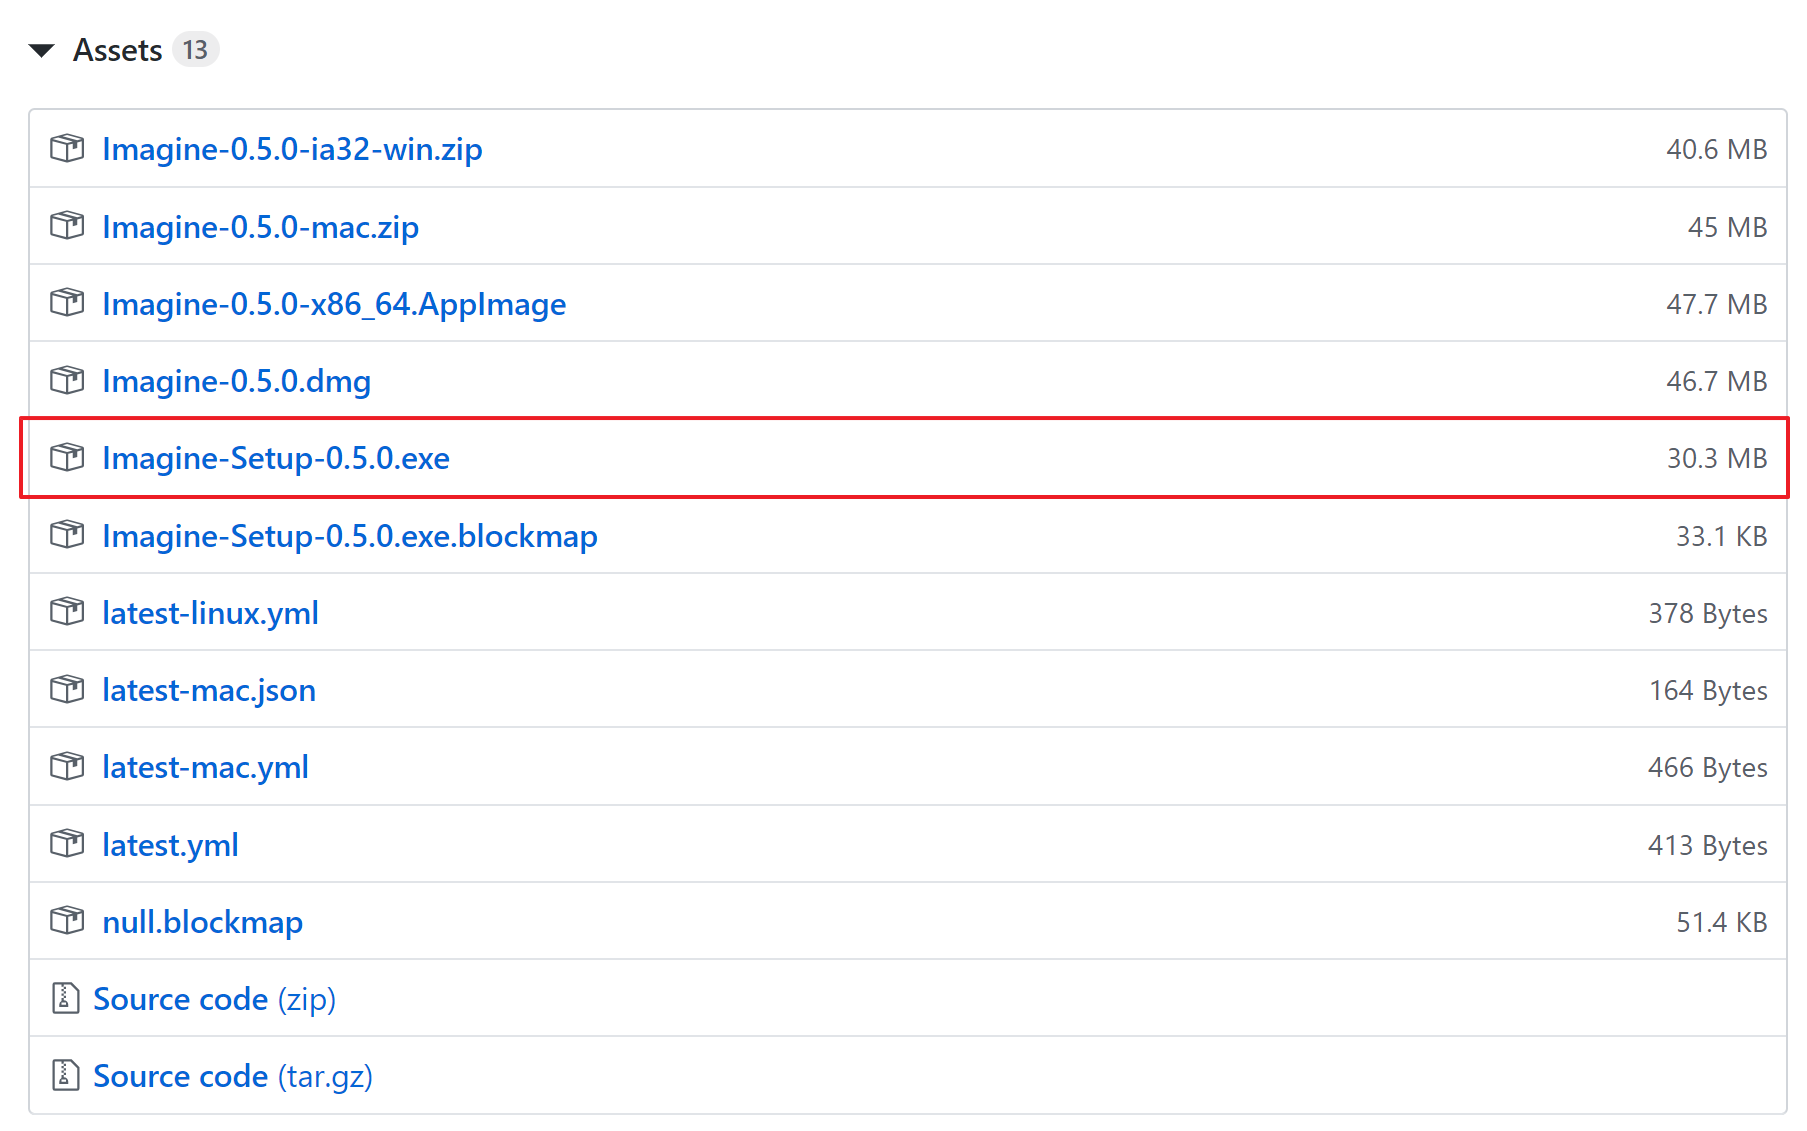 Assets 13
Imagine-0.5.0-ia32-win.zip 40.6 MB
Imagine-0.5.0-mac.zip 45 MB
Imagine-0.5.0-x86_64.AppImage 47.7 MB
Imagine-0.5.0.dmg 46.7 MB
Imagine-Setup-0.5.0.exe 30.3 MB
Imagine-Setup-0.5.0.exe.blockmap 33.1 KB
latest-linux.yml 378 Bytes
latest-mac.json 164 Bytes
latest-mac.yml 466 Bytes
latest.yml 413 Bytes
null.blockmap 51.4 KB
Source code (zip)
Source code (tar.gz)